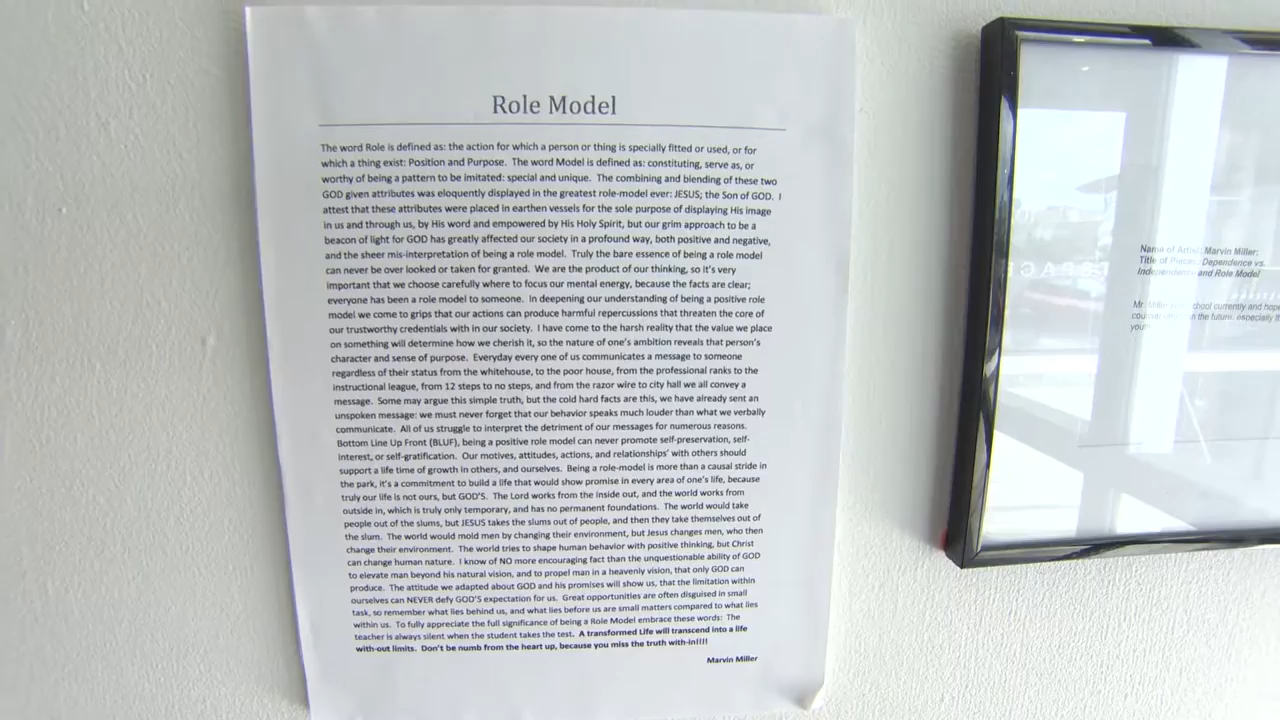 Role Model
The word Role is defined as: the action for which a person or thing is specially fitted or used, or for
which a thing exist: Position and Purpose. The word Model is defined as: constituting, serve as, or
worthy of being a pattern to be imitated: special and unique. The combining and blending of these two
GOD given attributes was eloquently displayed in the greatest role-model ever: JESUS; the Son of GOD. I
attest that these attributes were placed in earthen vessels for the sole purpose of displaying His image
in us and through us, by His word and empowered by His Holy Spirit, but our grim approach to be a
beacon of light for GOD has greatly affected our society in a profound way, both positive and negative,
and the sheer mis-interpretation of being a role model. Truly the bare essence of being a role model
can never be over looked or taken for granted. We are the product of our thinking, so it's very
important that we choose carefully where to focus our mental energy, because the facts are clear;
everyone has been a role model to someone. In deepening our understanding of being a positive role
model we come to grips that our actions can produce harmful repercussions that threaten the core of
our trustworthy credentials with in our society. I have come to the harsh reality that the value we place
on something will determine how we cherish it, so the nature of one's ambition reveals that person's
character and sense of purpose. Everyday every one of us communicates a message to someone
regardless of their status from the whitehouse, to the poor house, from the professional ranks to the
instructional league, from 12 steps to no steps, and from the razor wire to city hall we all convey a
message. Some may argue this simple truth, but the cold hard facts are this, we have already sent an
unspoken message: we must never forget that our behavior speaks much louder than what we verbally
communicate. All of us struggle to interpret the detriment of our messages for numerous reasons.
Bottom Line Up Front (BLUF), being a positive role model can never promote self-preservation, self-
interest, or self-gratification. Our motives, attitudes, actions, and relationships' with others should
support a life time of growth in others, and ourselves. Being a role-model is more than a causal stride in
the park, it's a commitment to build a life that would show promise in every area of one's life, because
truly our life is not ours, but GOD'S. The Lord works from the inside out, and the world works from
outside in, which is truly only temporary, and has no permanent foundations. The world would take
people out of the slums, but JESUS takes the slums out of people, and then they take themselves out of
the slum. The world would mold men by changing their environment, but Jesus changes men, who then
change their environment. The world tries to shape human behavior with positive thinking, but Christ
can change human nature. I know of NO more encouraging fact than the unquestionable ability of GOD
to elevate man beyond his natural vision, and to propel man in a heavenly vision, that only GOD can
produce. The attitude we adapted about GOD and his promises will show us, that the limitation within
ourselves can NEVER defy GOD'S expectation for us. Great opportunities are often disguised in small
task, so remember what lies behind us, and what lies before us are small matters compared to what lies
within us. To fully appreciate the full significance of being a Role Model embrace these words: The
teacher is always silent when the student takes the test. A transformed Life will transcend into a life
with-out limits. Don't be numb from the heart up, because you miss the truth with-in!!!!
Marvin Miller
Name of Artist: Marvin Miller;
Title of Pieces: Dependence vs.
Independence and Role Model
Mr. Miller school currently and hope
in the future, especially